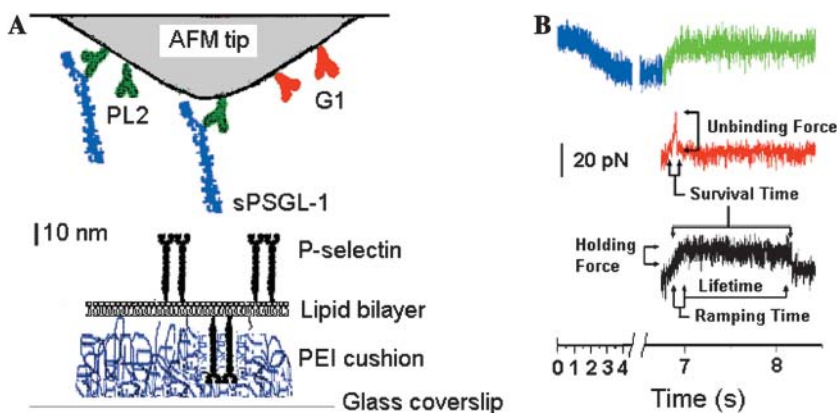 A
AFM tip
PL2
G1
sPSGL-1
10 nm
P-selectin
Lipid bilayer
PEI cushion
Glass coverslip
B
Unbinding Force
20 pN
Survival Time
Holding
Force
Lifetime
Ramping Time
0 1 2 3 4 7 8
Time (s)